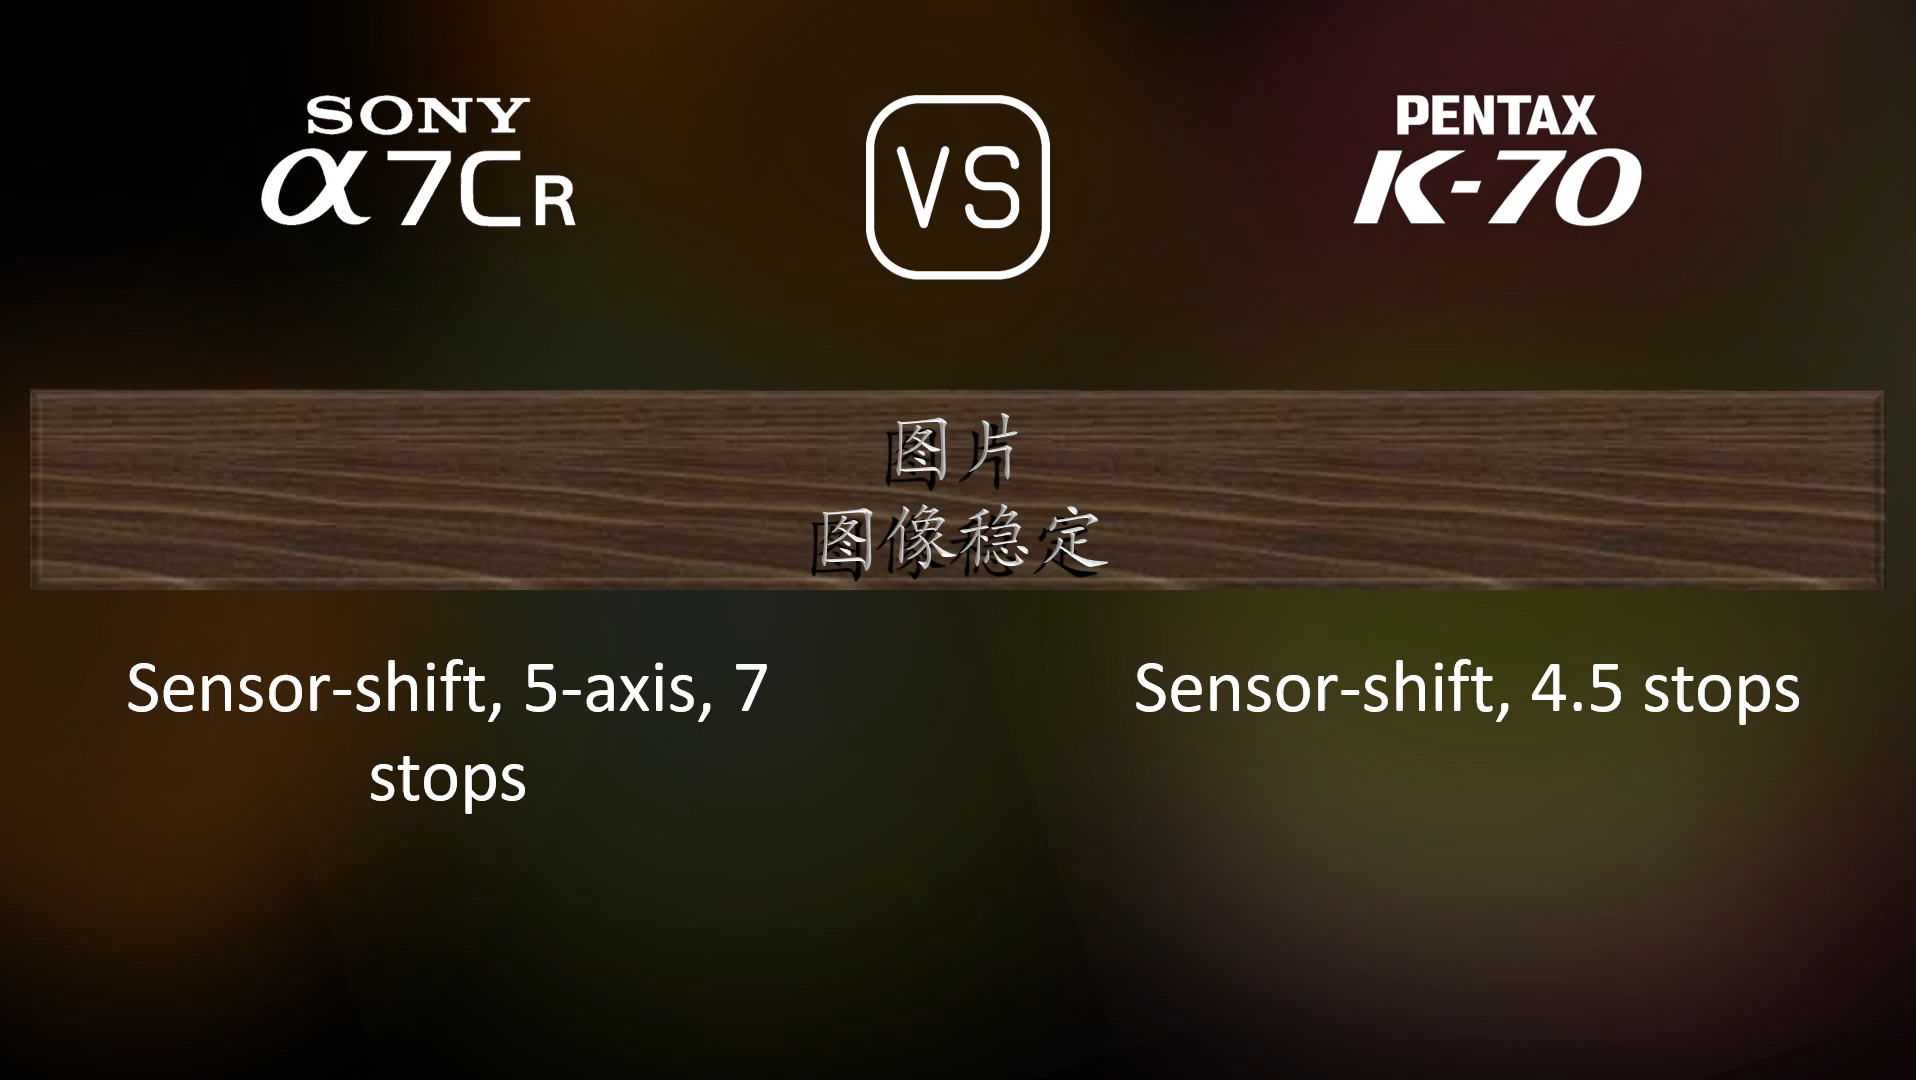 SONY
α7CR
VS
PENTAX
K-70
图片
图像稳定
Sensor-shift, 5-axis, 7
stops
Sensor-shift, 4.5 stops